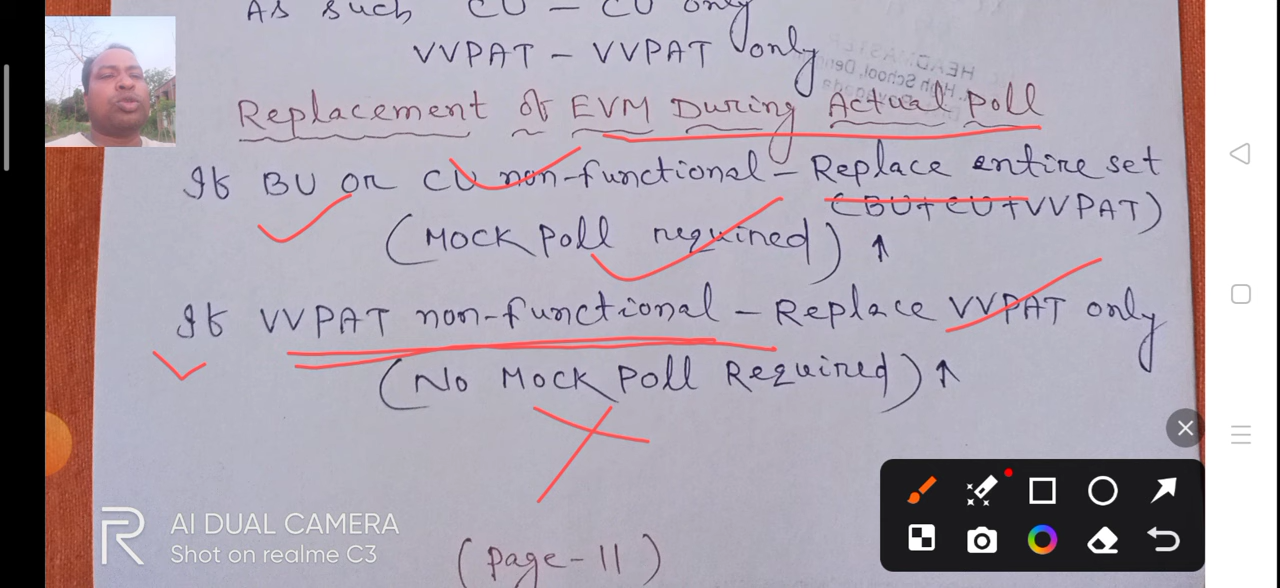 As such CU - CU only
VVPAT - VVPAT only
Replacement of EVM During Actual Poll
If BU or CU non-functional - Replace entire set
(BU + CU + VVPAT)
(Mock Poll required) ↑
If VVPAT non-functional - Replace VVPAT only
(No Mock Poll Required) ↑
(Page-11)
R AI DUAL CAMERA
Shot on realme C3